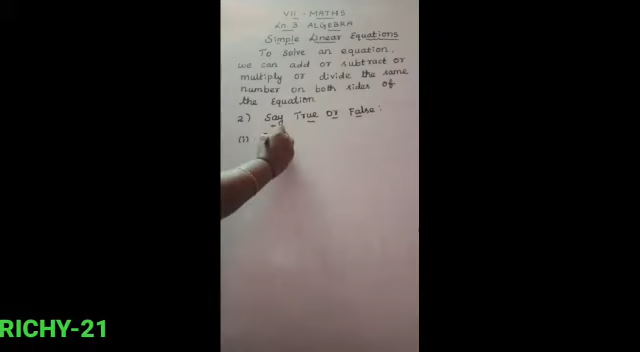 VII - MATHS
Ln. 3 ALGEBRA
Simple Linear Equations
To solve an equation,
we can add or subtract or
multiply or divide the same
number on both sides of
the Equation
2) Say True or False:
(i)
RICHY-21